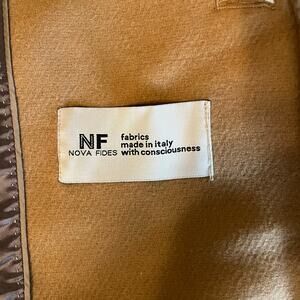 NF
NOVA FIDES
fabrics
made in italy
with consciousness